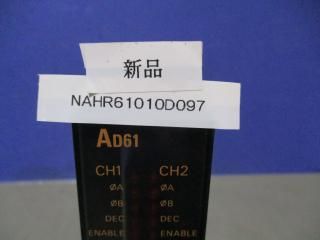 新品
NAHR61010D097
AD61
CH1 CH2
ØA ØA
ØB ØB
DEC DEC
ENABLE ENABLE